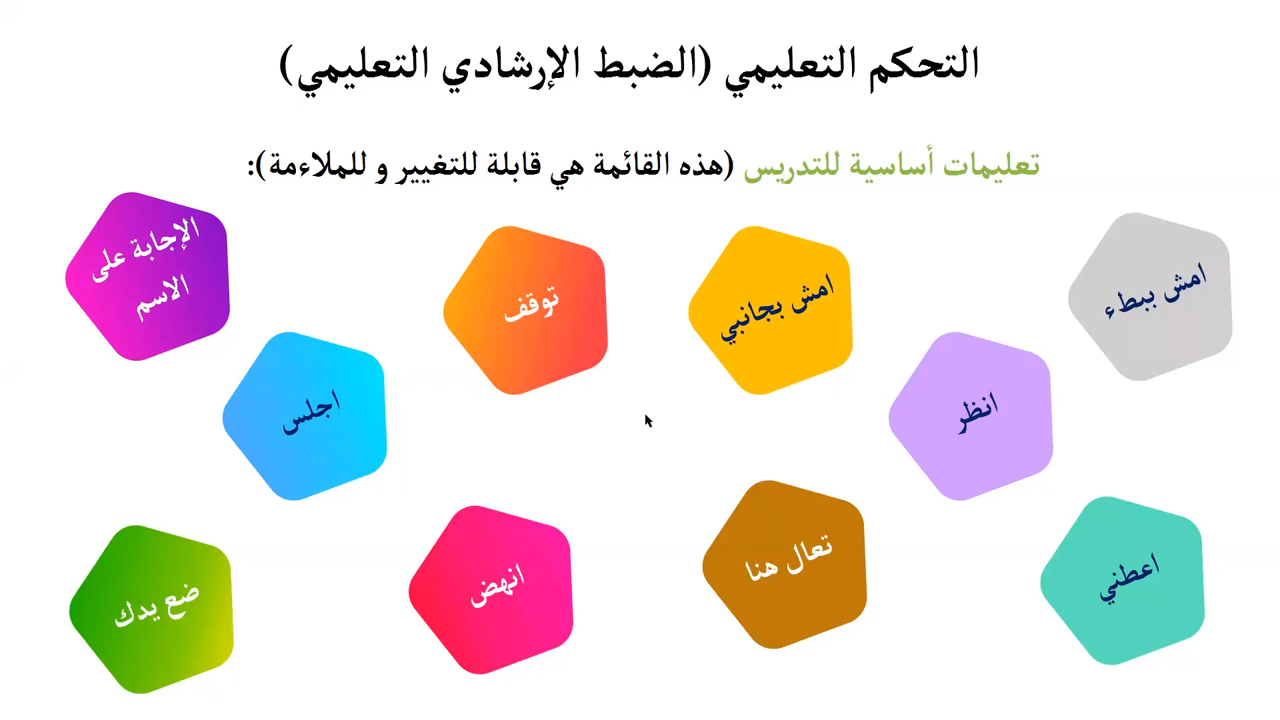 التحكم التعليمي (الضبط الإرشادي التعليمي)
تعليمات أساسية للتدريس (هذه القائمة هي قابلة للتغيير و للملاءمة):
امش ببطء
امش بجانبي
توقف
الإجابة على
الاسم
انظر
اجلس
اعطني
تعال هنا
انهض
ضع يدك